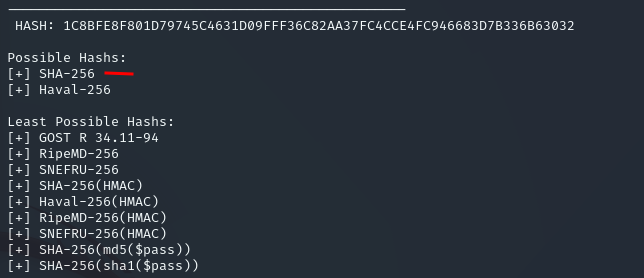 HASH: 1C8BFE8F801D79745C4631D09FFF36C82AA37FC4CCE4FC946683D7B336B63032
Possible Hashs:
[+] SHA-256
[+] Haval-256
Least Possible Hashs:
[+] GOST R 34.11-94
[+] RipeMD-256
[+] SNEFRU-256
[+] SHA-256(HMAC)
[+] Haval-256(HMAC)
[+] RipeMD-256(HMAC)
[+] SNEFRU-256(HMAC)
[+] SHA-256(md5($pass))
[+] SHA-256(sha1($pass))